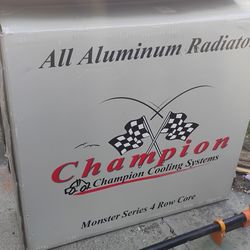 All Aluminum Radiato
Champion
Champion Cooling Systems
Monster Series 4 Row Core